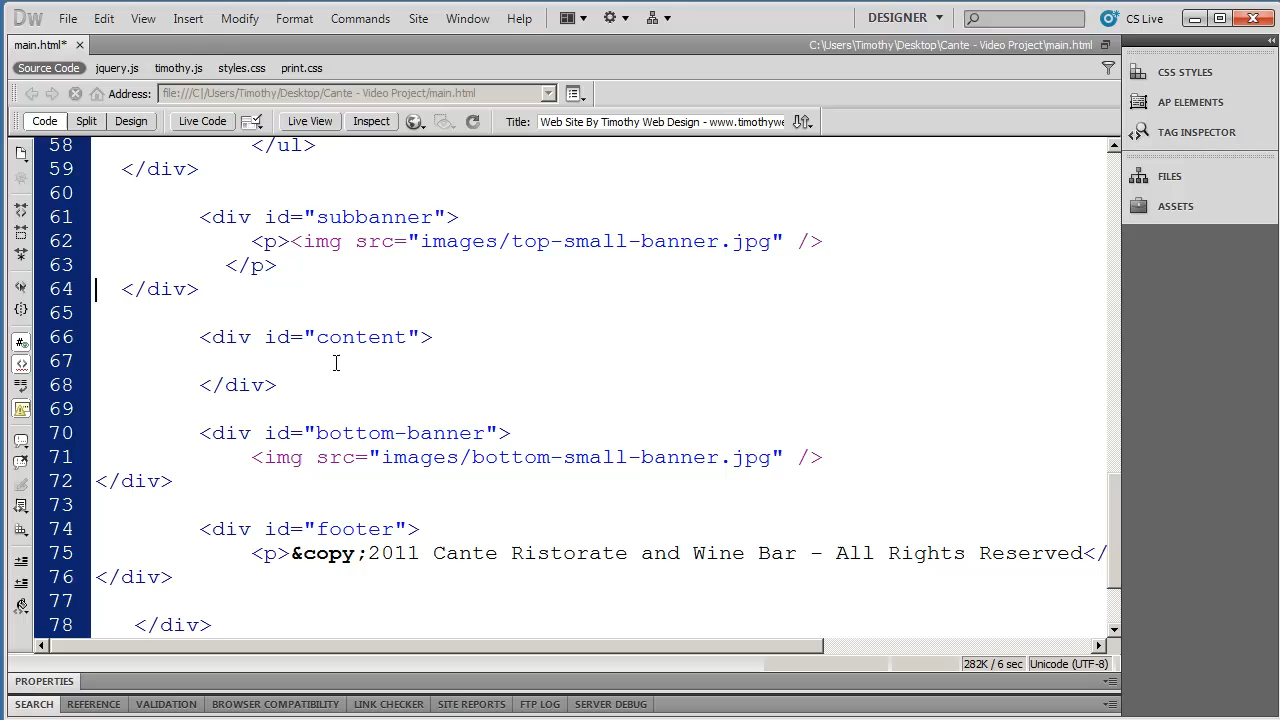 Dw File Edit View Insert Modify Format Commands Site Window Help DESIGNER CS Live
main.html* C:\Users\Timothy\Desktop\Cante - Video Project\main.html
Source Code jquery.js timothy.js styles.css print.css
Address: file:///C|/Users/Timothy/Desktop/Cante - Video Project/main.html
Code Split Design Live Code Live View Inspect Title: Web Site By Timothy Web Design - www.timothywe
CSS STYLES
AP ELEMENTS
TAG INSPECTOR
FILES
ASSETS
58 </ul>
59 </div>
60
61 <div id="subbanner">
62 <p><img src="images/top-small-banner.jpg" />
63 </p>
64 </div>
65
66 <div id="content">
67
68 </div>
69
70 <div id="bottom-banner">
71 <img src="images/bottom-small-banner.jpg" />
72 </div>
73
74 <div id="footer">
75 <p>&copy;2011 Cante Ristorate and Wine Bar - All Rights Reserved</
76 </div>
77
78 </div>
282K / 6 sec Unicode (UTF-8)
PROPERTIES
SEARCH REFERENCE VALIDATION BROWSER COMPATIBILITY LINK CHECKER SITE REPORTS FTP LOG SERVER DEBUG